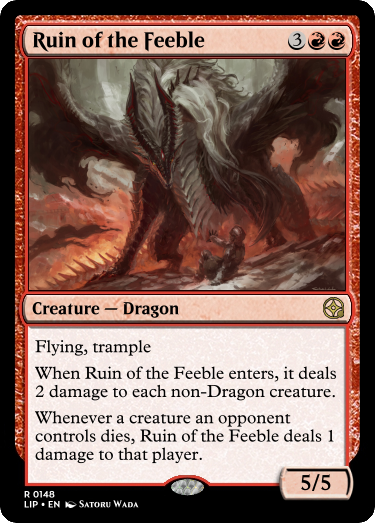 Ruin of the Feeble 3
Creature — Dragon
Flying, trample
When Ruin of the Feeble enters, it deals
2 damage to each non-Dragon creature.
Whenever a creature an opponent
controls dies, Ruin of the Feeble deals 1
damage to that player.
5/5
R 0148
LIP • EN Satoru Wada